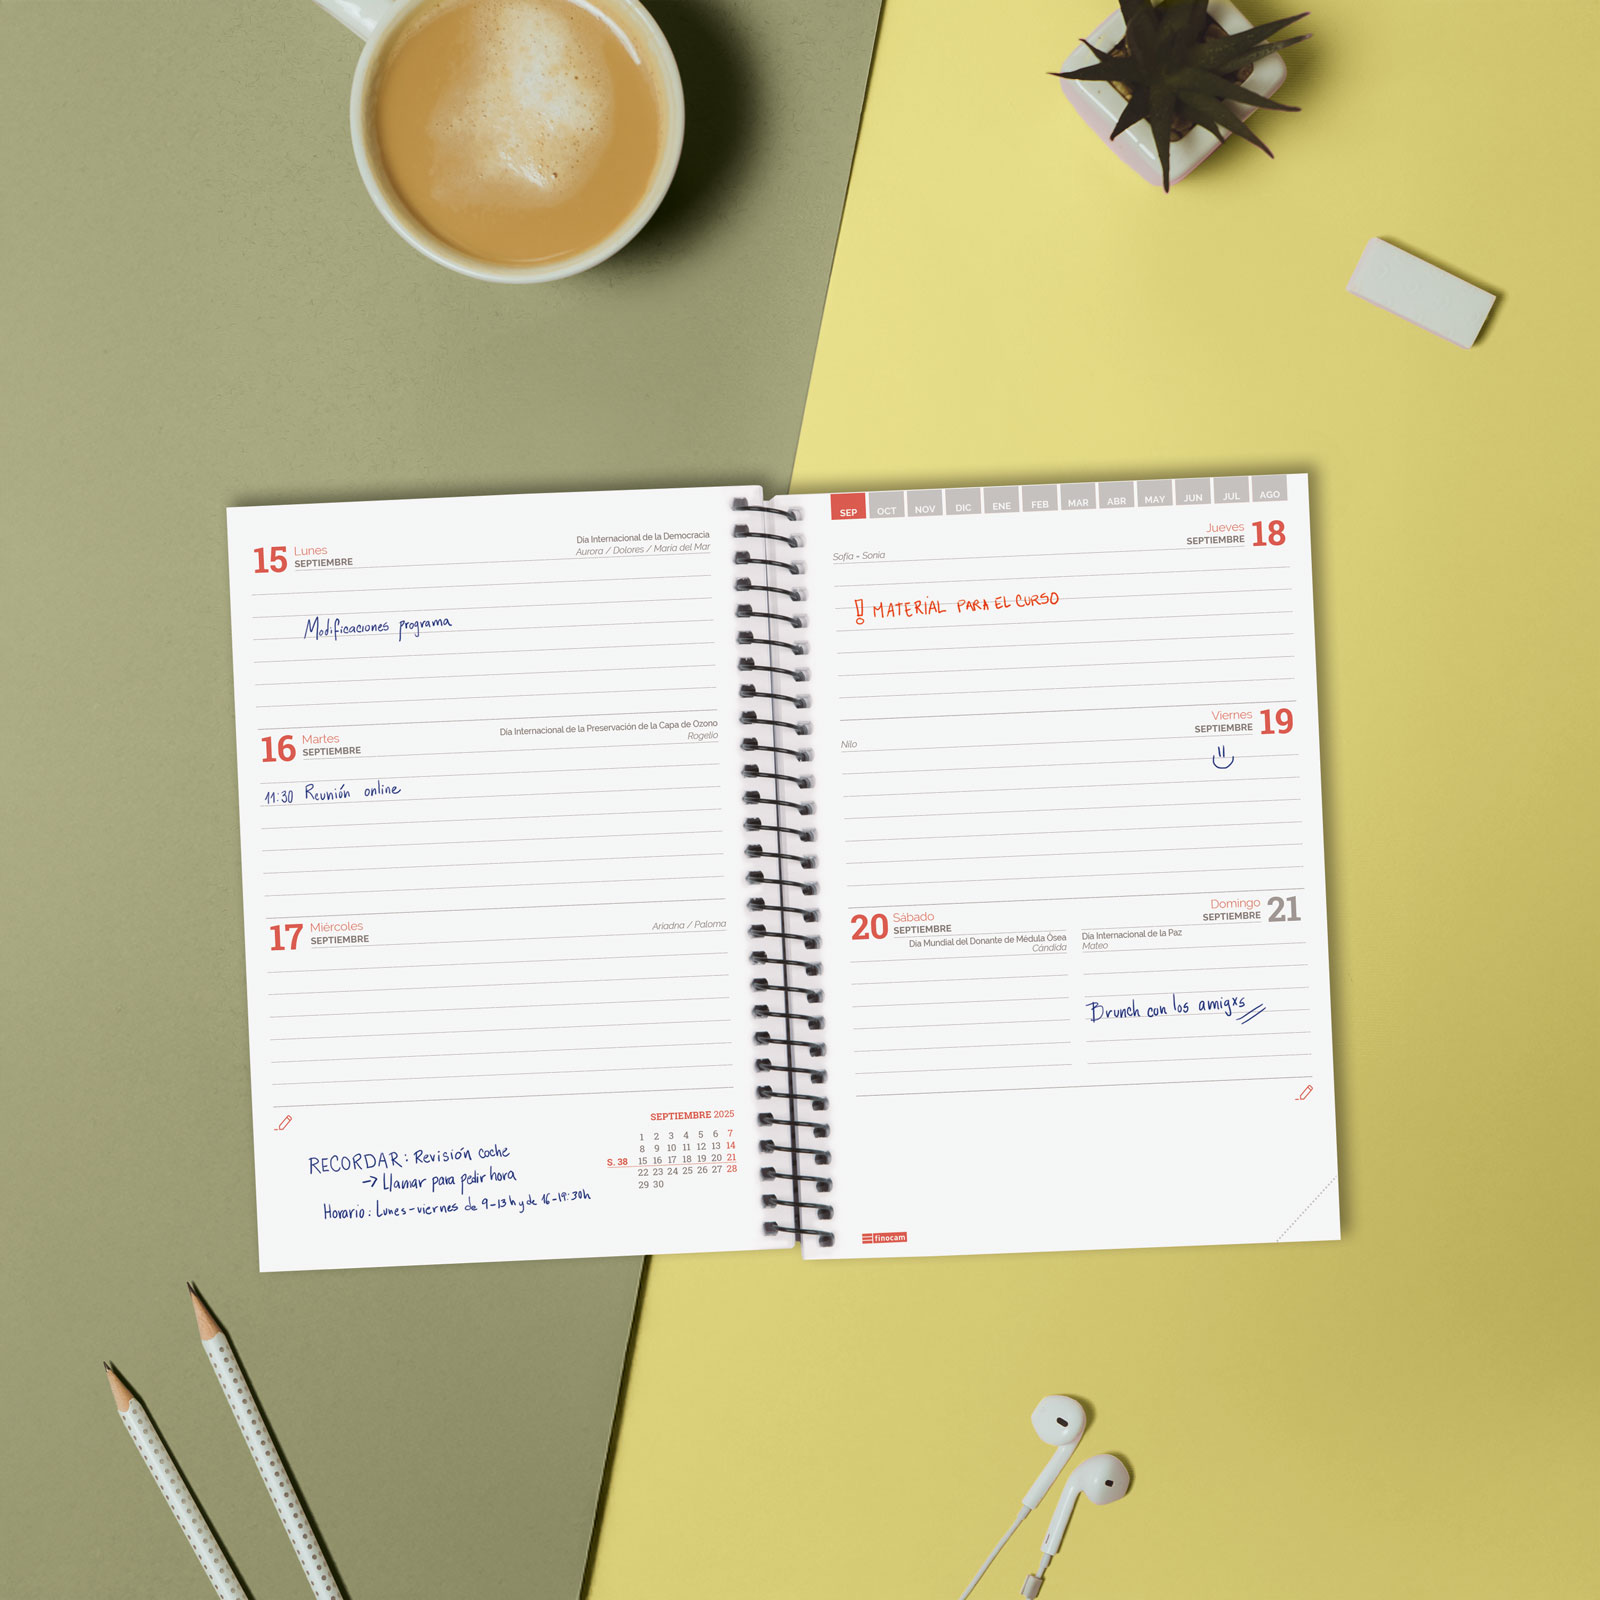 15 Lunes
SEPTIEMBRE
Dia Internacional de la Democracia
Aurora / Dolores / María del Mar
Modificaciones programa
16 Martes
SEPTIEMBRE
Dia Internacional de la Preservación de la Capa de Ozono
Rogelio
11:30 Reunión online
17 Miércoles
SEPTIEMBRE
Ariadna / Paloma
RECORDAR: Revisión coche
→ Llamar para pedir hora
Horario: Lunes-viernes de 9-13h y de 16-19:30h
SEPTIEMBRE 2025
1 2 3 4 5 6 7
8 9 10 11 12 13 14
S. 38 15 16 17 18 19 20 21
22 23 24 25 26 27 28
29 30
SEP OCT NOV DIC ENE FEB MAR ABR MAY JUN JUL AGO
Jueves 18
SEPTIEMBRE
Sofía - Sonia
! MATERIAL PARA EL CURSO
Viernes 19
SEPTIEMBRE
Nilo
20 Sábado
SEPTIEMBRE
Dia Mundial del Donante de Médula Ósea
Cándida
Domingo 21
SEPTIEMBRE
Dia Internacional de la Paz
Mateo
Brunch con los amigxs
finocam